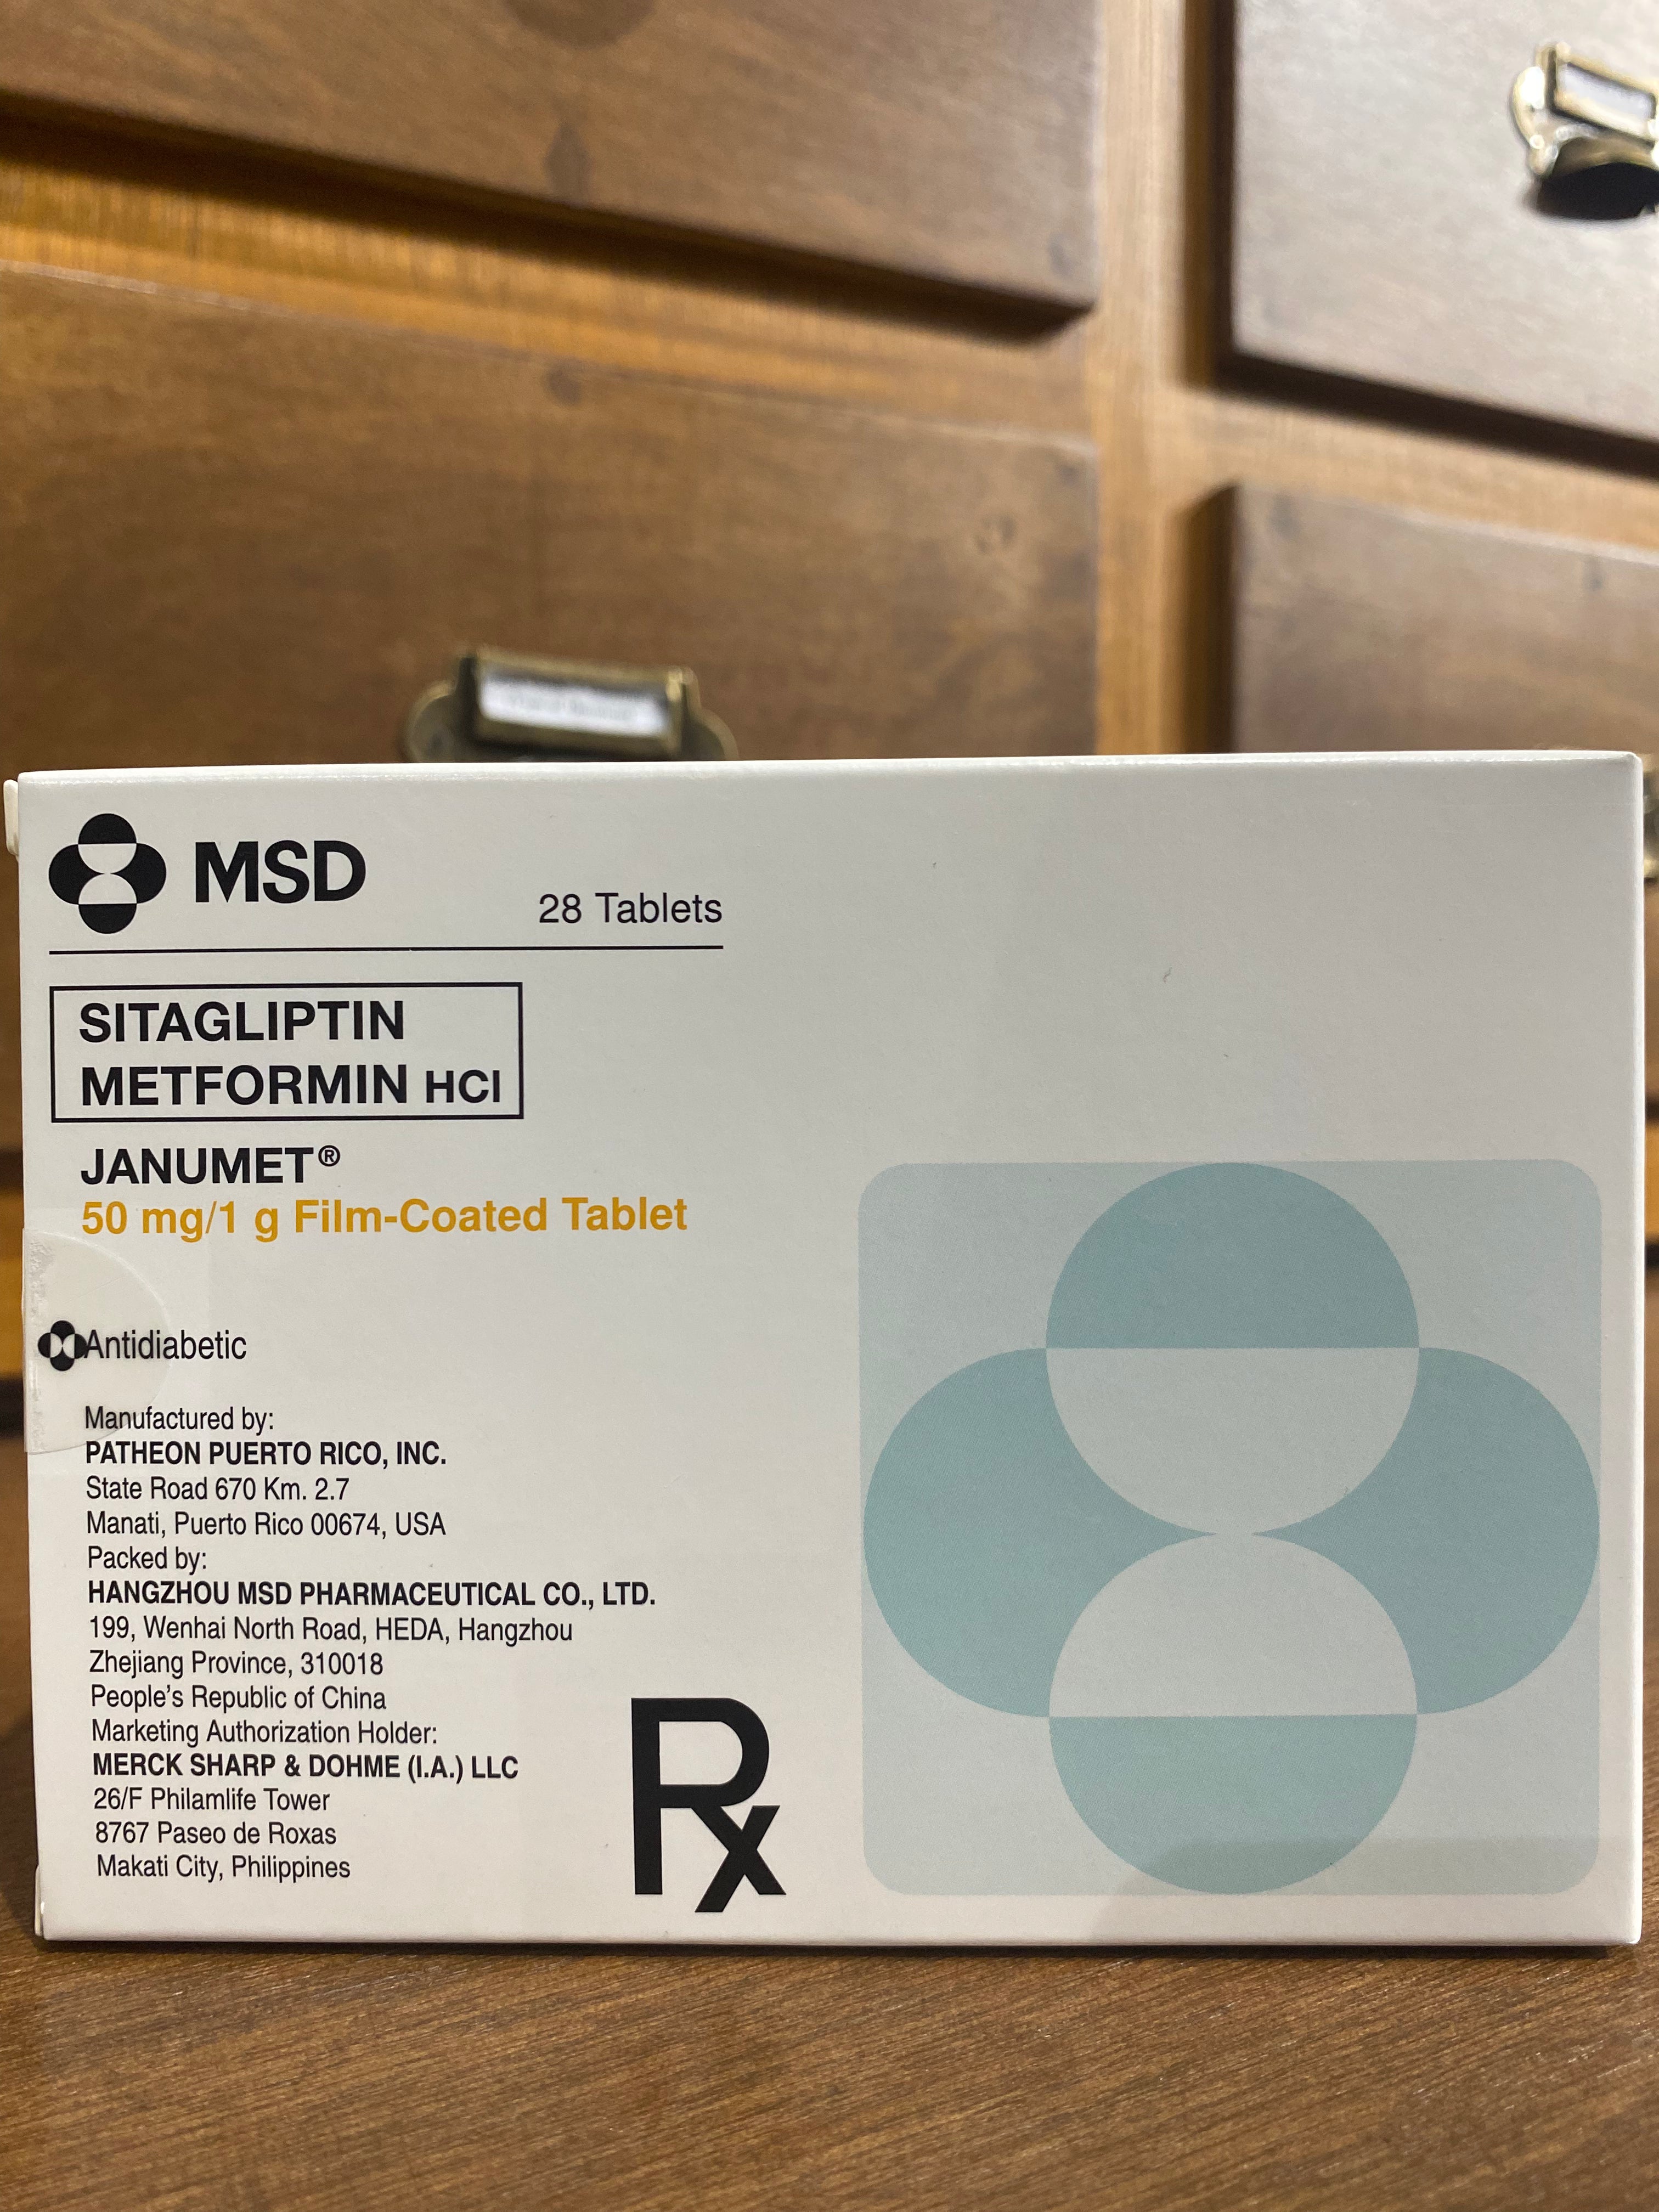 MSD
28 Tablets
SITAGLIPTIN
METFORMIN HCl
JANUMET®
50 mg/1 g Film-Coated Tablet
Antidiabetic
Manufactured by:
PATHEON PUERTO RICO, INC.
State Road 670 Km. 2.7
Manati, Puerto Rico 00674, USA
Packed by:
HANGZHOU MSD PHARMACEUTICAL CO., LTD.
199, Wenhai North Road, HEDA, Hangzhou
Zhejiang Province, 310018
People's Republic of China
Marketing Authorization Holder:
MERCK SHARP & DOHME (I.A.) LLC
26/F Philamlife Tower
8767 Paseo de Roxas
Makati City, Philippines
Rx